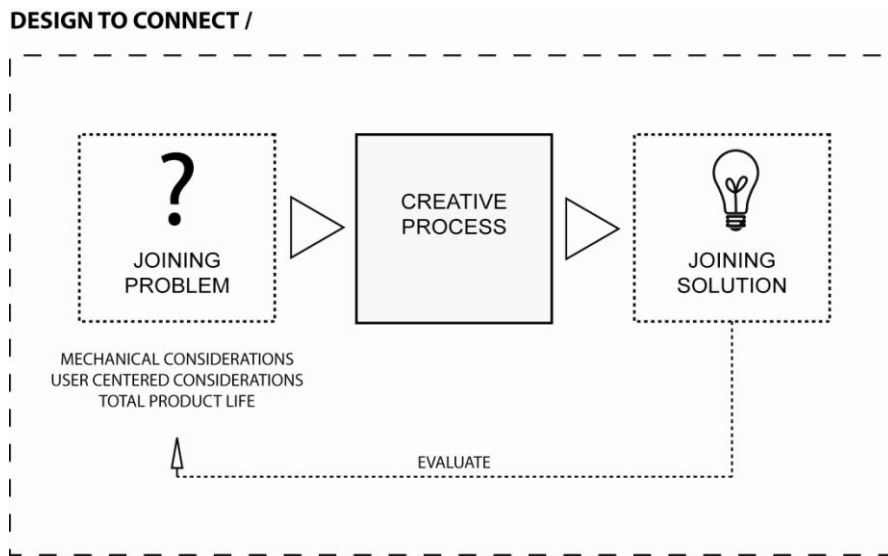 DESIGN TO CONNECT /
?
JOINING
PROBLEM
CREATIVE
PROCESS
JOINING
SOLUTION
MECHANICAL CONSIDERATIONS
USER CENTERED CONSIDERATIONS
TOTAL PRODUCT LIFE
EVALUATE